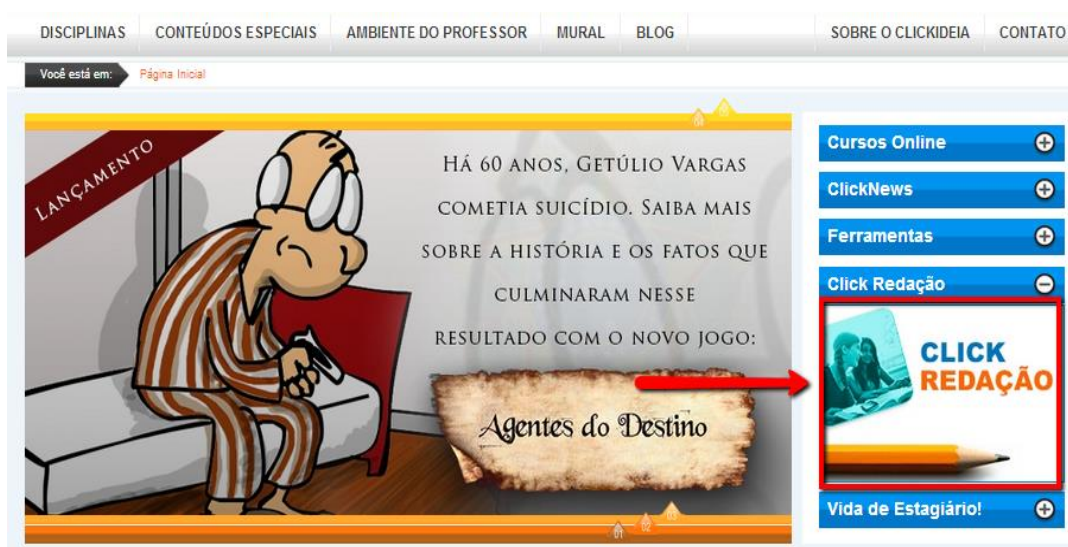 DISCIPLINAS CONTEÚDOS ESPECIAIS AMBIENTE DO PROFESSOR MURAL BLOG SOBRE O CLICKIDEIA CONTATO
Você está em: Página Inicial
LANÇAMENTO
HÁ 60 ANOS, GETÚLIO VARGAS
COMETIA SUICÍDIO. SAIBA MAIS
SOBRE A HISTÓRIA E OS FATOS QUE
CULMINARAM NESSE
RESULTADO COM O NOVO JOGO:
Agentes do Destino
01
02
Cursos Online
ClickNews
Ferramentas
Click Redação
CLICK
REDAÇÃO
Vida de Estagiário!